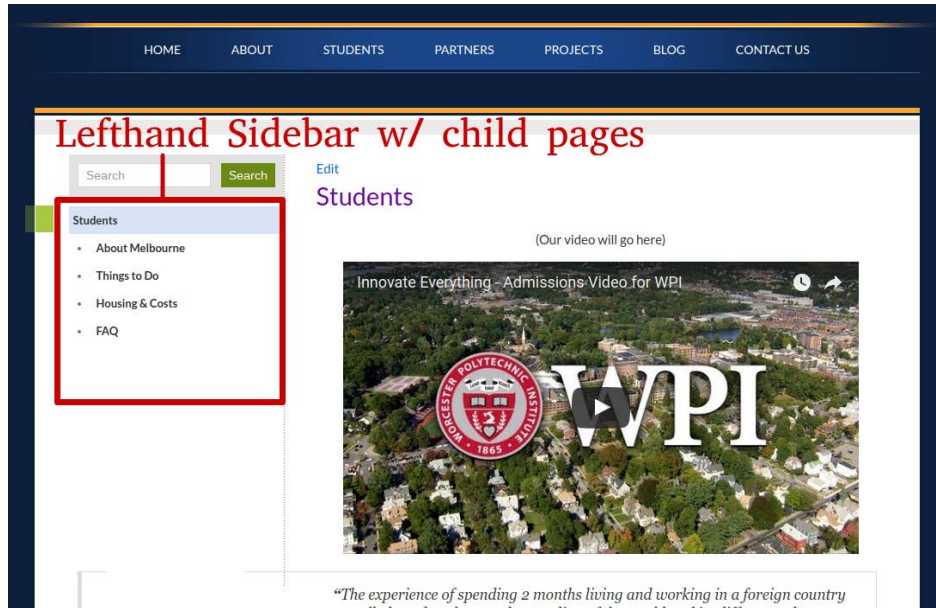 HOME ABOUT STUDENTS PARTNERS PROJECTS BLOG CONTACT US
Lefthand Sidebar w/ child pages
Search Search
Edit
Students
Students
• About Melbourne
• Things to Do
• Housing & Costs
• FAQ
(Our video will go here)
Innovate Everything - Admissions Video for WPI
WORCESTER POLYTECHNIC INSTITUTE
1865
WPI
“The experience of spending 2 months living and working in a foreign country